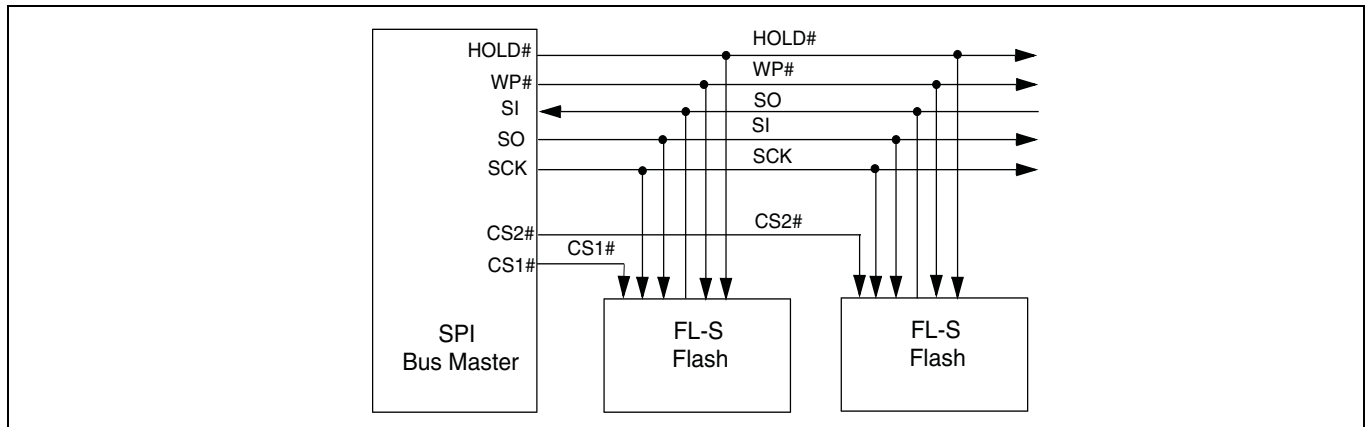 HOLD#
HOLD#
WP#
WP#
SI
SO
SO
SI
SCK
SCK
CS2#
CS2#
CS1#
CS1#
SPI
Bus Master
FL-S
Flash
FL-S
Flash